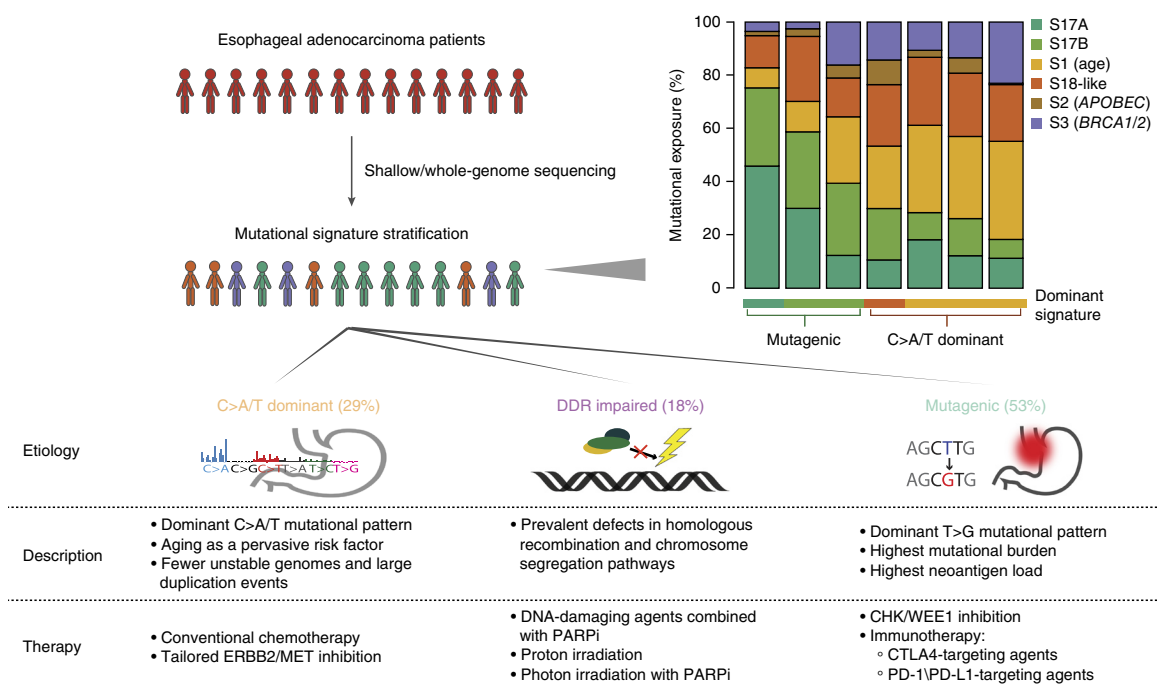 Esophageal adenocarcinoma patients
Shallow/whole-genome sequencing
Mutational signature stratification
Mutational exposure (%)
100
80
60
40
20
0
S17A
S17B
S1 (age)
S18-like
S2 (APOBEC)
S3 (BRCA1/2)
Dominant
signature
Mutagenic
C>A/T dominant
C>A/T dominant (29%)
DDR impaired (18%)
Mutagenic (53%)
Etiology
C>A C>G C>T T>A T>C T>G
AGCTTG
AGCGTG
Description
• Dominant C>A/T mutational pattern
• Aging as a pervasive risk factor
• Fewer unstable genomes and large
duplication events
• Prevalent defects in homologous
recombination and chromosome
segregation pathways
• Dominant T>G mutational pattern
• Highest mutational burden
• Highest neoantigen load
Therapy
• Conventional chemotherapy
• Tailored ERBB2/MET inhibition
• DNA-damaging agents combined
with PARPi
• Proton irradiation
• Photon irradiation with PARPi
• CHK/WEE1 inhibition
• Immunotherapy:
° CTLA4-targeting agents
° PD-1\PD-L1-targeting agents